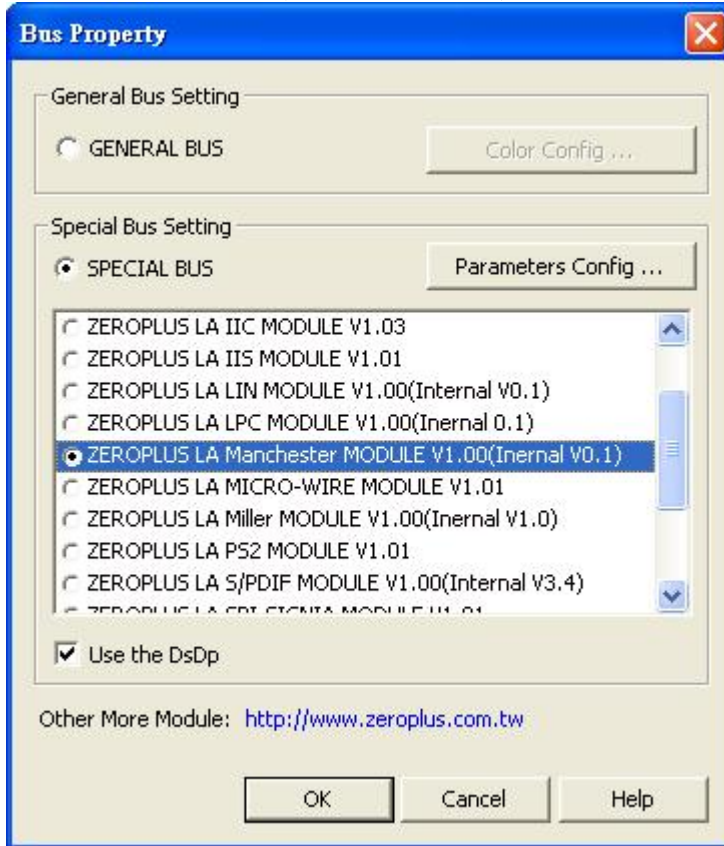 Bus Property
General Bus Setting
GENERAL BUS
Color Config ...
Special Bus Setting
SPECIAL BUS
Parameters Config ...
ZEROPLUS LA IIC MODULE V1.03
ZEROPLUS LA IIS MODULE V1.01
ZEROPLUS LA LIN MODULE V1.00(Internal V0.1)
ZEROPLUS LA LPC MODULE V1.00(Inernal 0.1)
ZEROPLUS LA Manchester MODULE V1.00(Inernal V0.1)
ZEROPLUS LA MICRO-WIRE MODULE V1.01
ZEROPLUS LA Miller MODULE V1.00(Inernal V1.0)
ZEROPLUS LA PS2 MODULE V1.01
ZEROPLUS LA S/PDIF MODULE V1.00(Internal V3.4)
ZEROPLUS LA MODULE
Use the DsDp
Other More Module: http://www.zeroplus.com.tw
OK
Cancel
Help